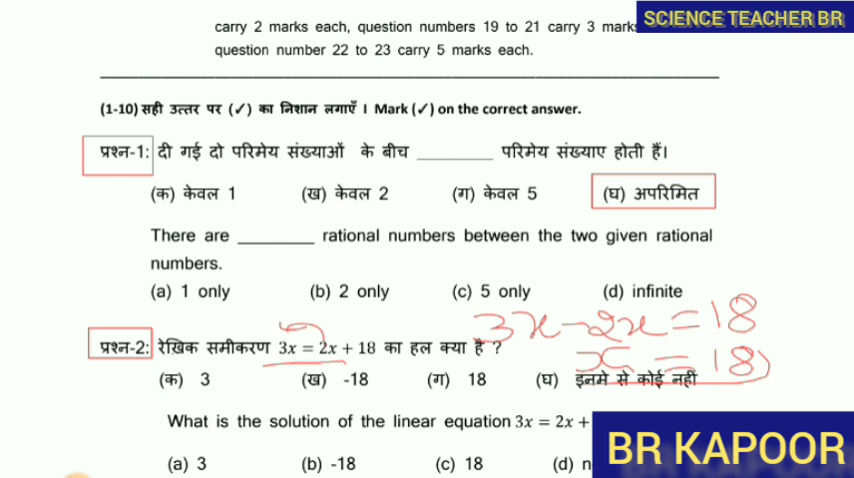 carry 2 marks each, question numbers 19 to 21 carry 3 marks
SCIENCE TEACHER BR
question number 22 to 23 carry 5 marks each.
(1-10) सही उत्तर पर (✓) का निशान लगाएँ । Mark (✓) on the correct answer.
प्रश्न-1: दी गई दो परिमेय संख्याओं के बीच _________ परिमेय संख्याए होती हैं।
(क) केवल 1 (ख) केवल 2 (ग) केवल 5 (घ) अपरिमित
There are _________ rational numbers between the two given rational
numbers.
(a) 1 only (b) 2 only (c) 5 only (d) infinite
3x-2x=18
प्रश्न-2: रेख़िक समीकरण 3x = 2x + 18 का हल क्या है ?
x = 18
(क) 3 (ख) -18 (ग) 18 (घ) इनमे से कोई नहीं
What is the solution of the linear equation 3x = 2x +
BR KAPOOR
(a) 3 (b) -18 (c) 18 (d) n